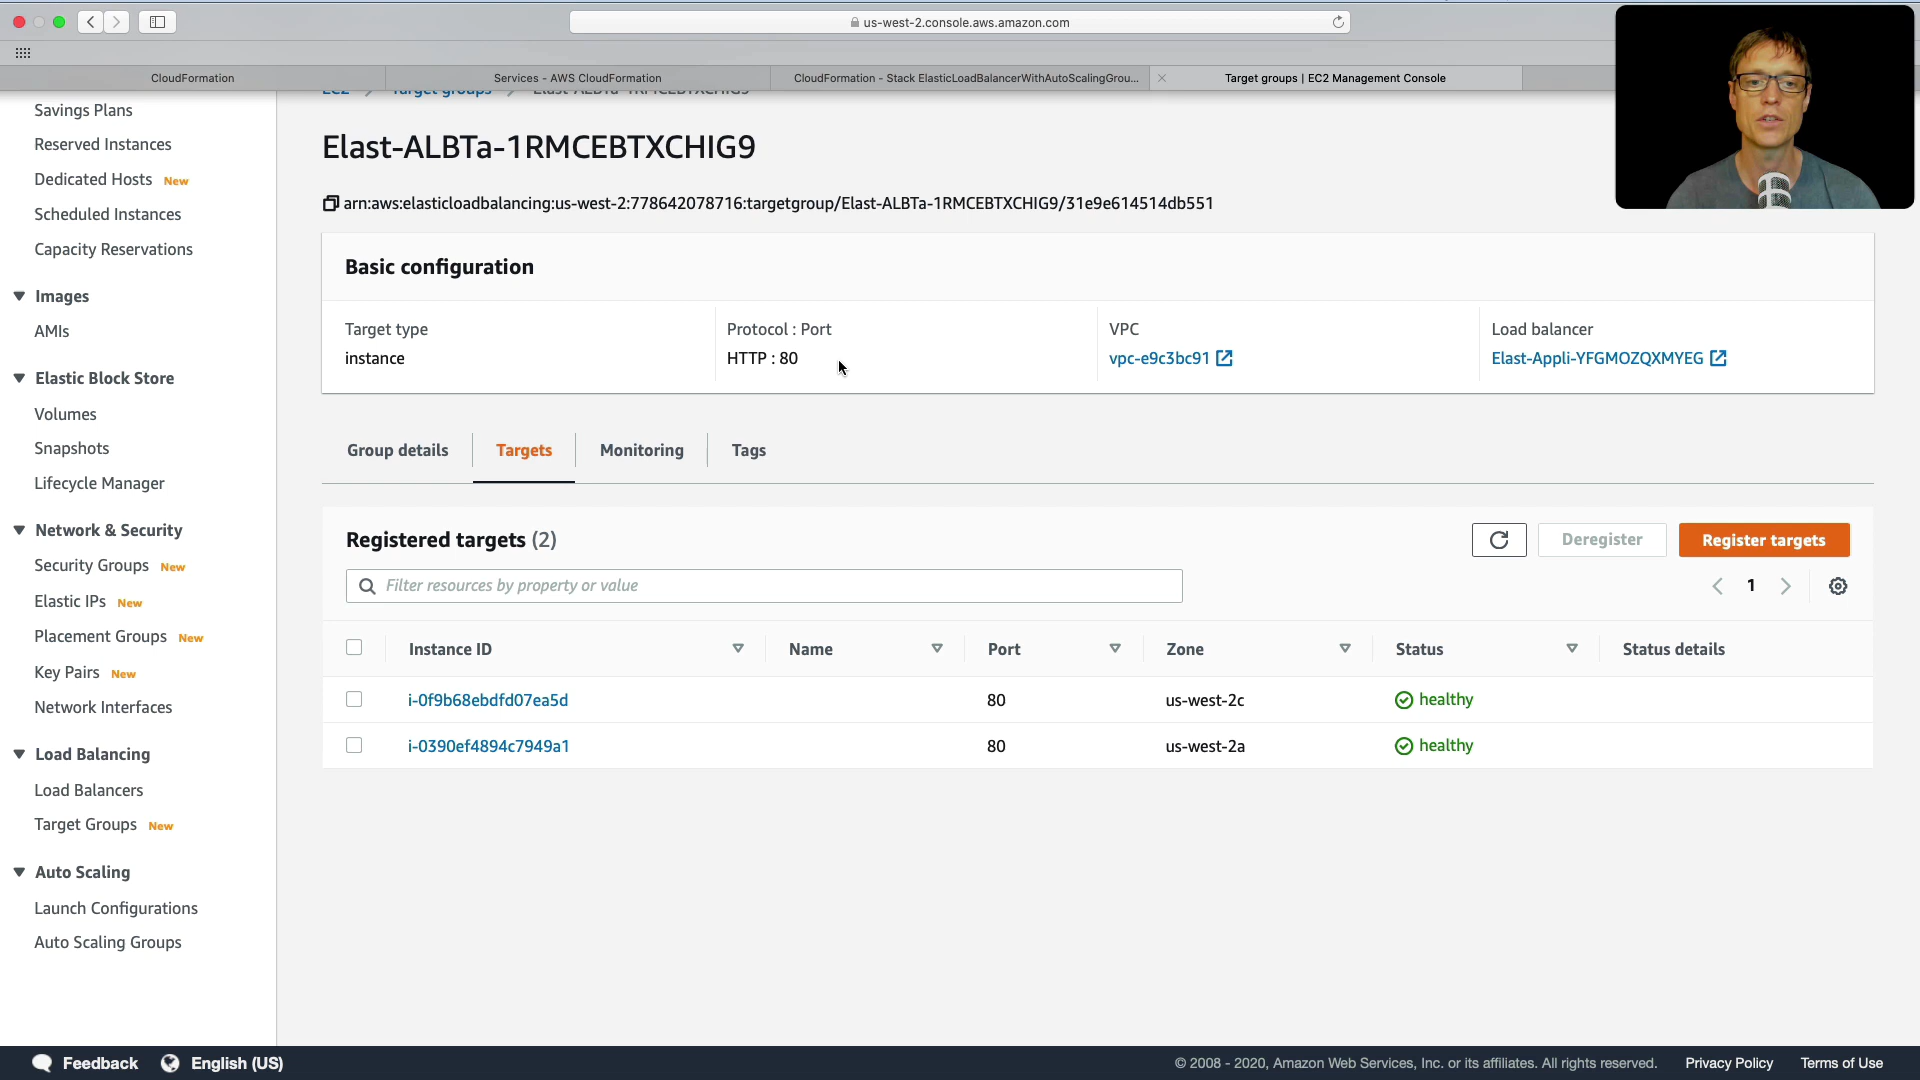 us-west-2.console.aws.amazon.com
CloudFormation
Services - AWS CloudFormation
CloudFormation - Stack ElasticLoadBalancerWithAutoScalingGrou...
Target groups | EC2 Management Console
EC2 > Target groups > Elast-ALBTa-1RMCEBTXCHIG9
Savings Plans
Reserved Instances
Dedicated Hosts New
Scheduled Instances
Capacity Reservations
Images
AMIs
Elastic Block Store
Volumes
Snapshots
Lifecycle Manager
Network & Security
Security Groups New
Elastic IPs New
Placement Groups New
Key Pairs New
Network Interfaces
Load Balancing
Load Balancers
Target Groups New
Auto Scaling
Launch Configurations
Auto Scaling Groups
Elast-ALBTa-1RMCEBTXCHIG9
arn:aws:elasticloadbalancing:us-west-2:778642078716:targetgroup/Elast-ALBTa-1RMCEBTXCHIG9/31e9e614514db551
Basic configuration
Target type
instance
Protocol : Port
HTTP : 80
VPC
vpc-e9c3bc91
Load balancer
Elast-Appli-YFGMOZQXMYEG
Group details Targets Monitoring Tags
Registered targets (2)
Deregister
Register targets
Filter resources by property or value
1
Instance ID Name Port Zone Status Status details
i-0f9b68ebdfd07ea5d 80 us-west-2c healthy
i-0390ef4894c7949a1 80 us-west-2a healthy
Feedback English (US) © 2008 - 2020, Amazon Web Services, Inc. or its affiliates. All rights reserved. Privacy Policy Terms of Use